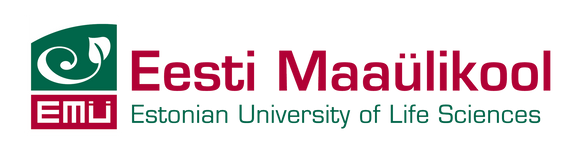 EMÜ
Eesti Maaülikool
Estonian University of Life Sciences